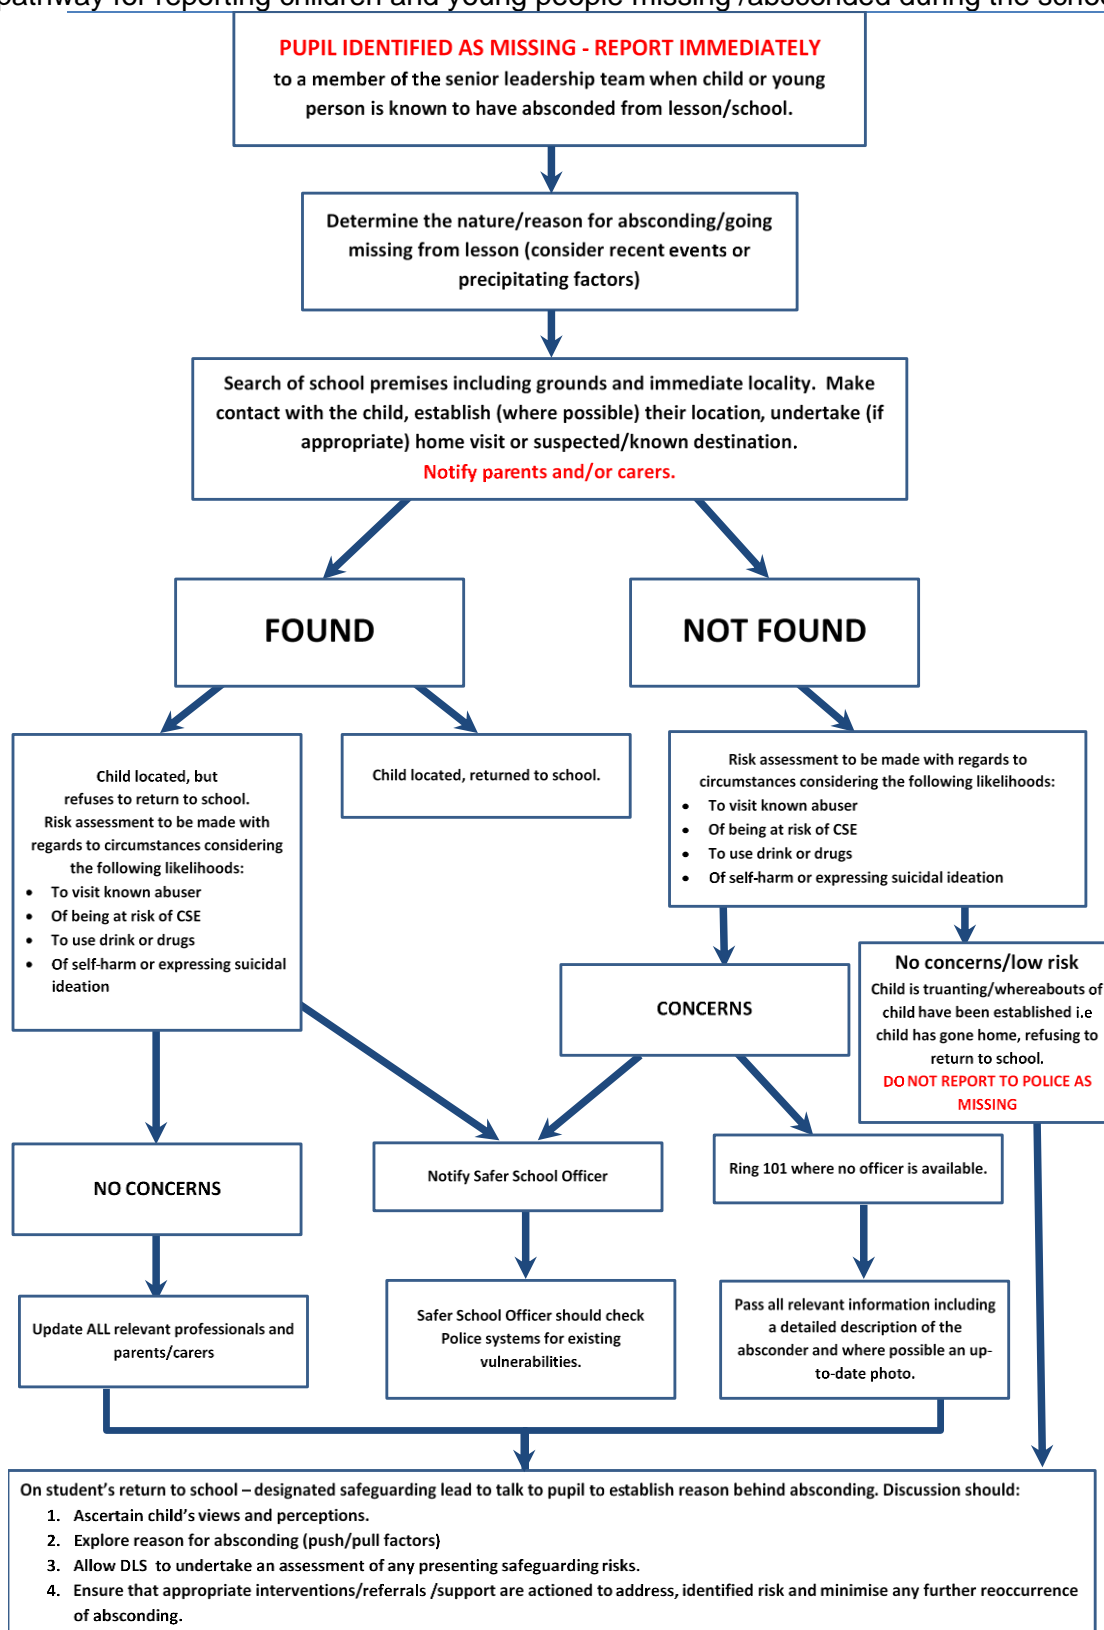 pathway for reporting children and young people missing /absconded during the schoo
PUPIL IDENTIFIED AS MISSING - REPORT IMMEDIATELY
to a member of the senior leadership team when child or young
person is known to have absconded from lesson/school.
Determine the nature/reason for absconding/going
missing from lesson (consider recent events or
precipitating factors)
Search of school premises including grounds and immediate locality. Make
contact with the child, establish (where possible) their location, undertake (if
appropriate) home visit or suspected/known destination.
Notify parents and/or carers.
FOUND
NOT FOUND
Child located, but
refuses to return to school.
Risk assessment to be made with
regards to circumstances considering
the following likelihoods:
• To visit known abuser
• Of being at risk of CSE
• To use drink or drugs
• Of self-harm or expressing suicidal
ideation
Child located, returned to school.
Risk assessment to be made with regards to
circumstances considering the following likelihoods:
• To visit known abuser
• Of being at risk of CSE
• To use drink or drugs
• Of self-harm or expressing suicidal ideation
CONCERNS
No concerns/low risk
Child is truanting/whereabouts of
child have been established i.e
child has gone home, refusing to
return to school.
DO NOT REPORT TO POLICE AS
MISSING
NO CONCERNS
Notify Safer School Officer
Ring 101 where no officer is available.
Update ALL relevant professionals and
parents/carers
Safer School Officer should check
Police systems for existing
vulnerabilities.
Pass all relevant information including
a detailed description of the
absconder and where possible an up-
to-date photo.
On student's return to school – designated safeguarding lead to talk to pupil to establish reason behind absconding. Discussion should:
1. Ascertain child's views and perceptions.
2. Explore reason for absconding (push/pull factors)
3. Allow DLS to undertake an assessment of any presenting safeguarding risks.
4. Ensure that appropriate interventions/referrals /support are actioned to address, identified risk and minimise any further reoccurrence
of absconding.